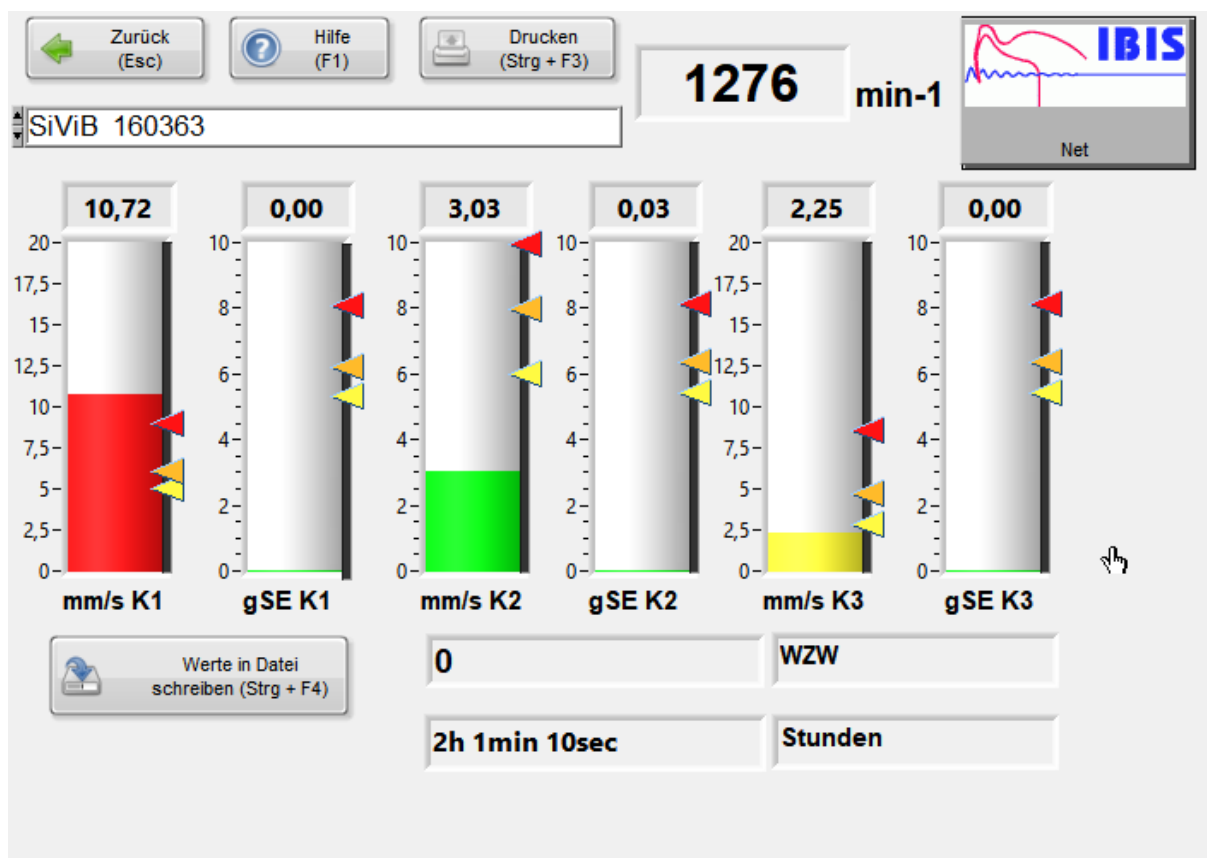 Zurück
(Esc)
Hilfe
(F1)
Drucken
(Strg + F3)
1276
min-1
IBIS
Net
SiViB 160363
10,72
0,00
3,03
0,03
2,25
0,00
20
17,5
15
12,5
10
7,5
5
2,5
0
10
8
6
4
2
0
10
8
6
4
2
0
10
8
6
4
2
0
20
17,5
15
12,5
10
7,5
5
2,5
0
10
8
6
4
2
0
mm/s K1
gSE K1
mm/s K2
gSE K2
mm/s K3
gSE K3
Werte in Datei
schreiben (Strg + F4)
0
WZW
2h 1min 10sec
Stunden